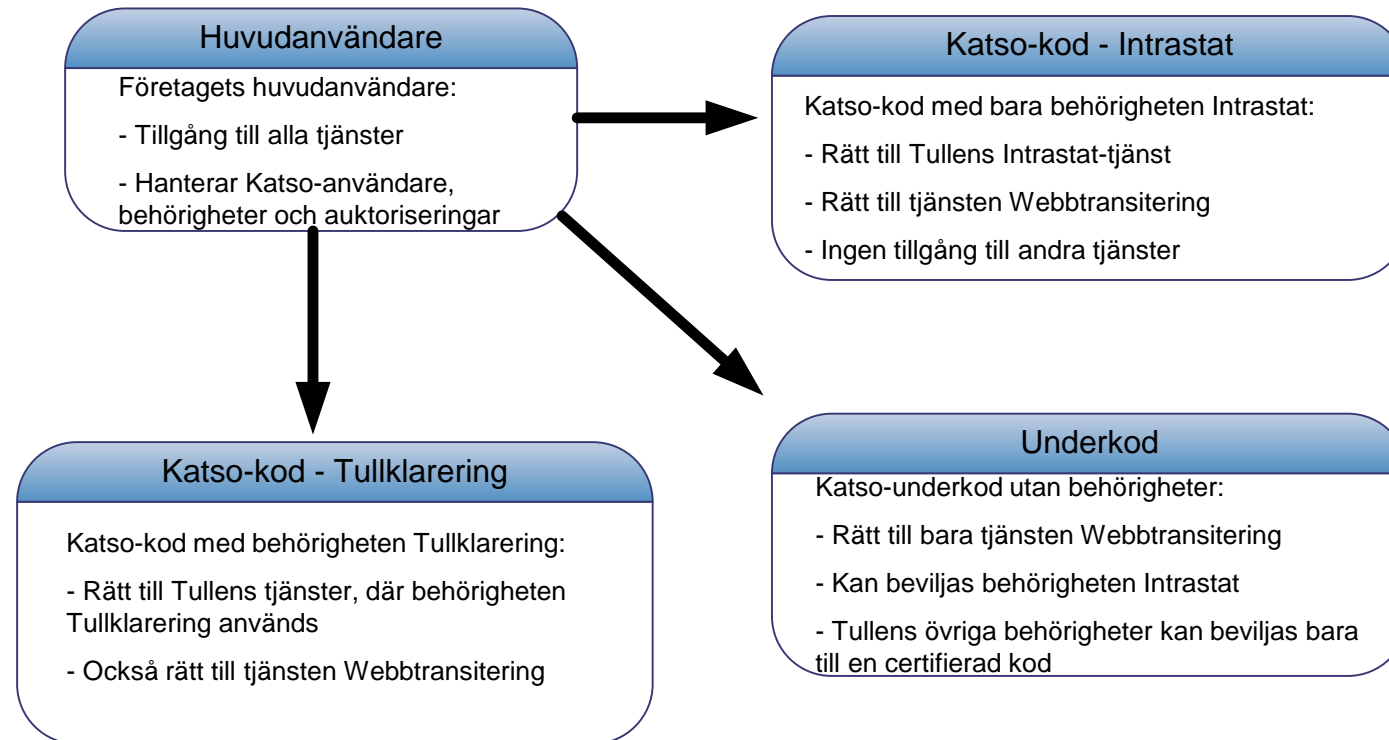 Huvudanvändare
Företagets huvudanvändare:
- Tillgång till alla tjänster
- Hanterar Katso-användare,
behörigheter och auktoriseringar
Katso-kod - Intrastat
Katso-kod med bara behörigheten Intrastat:
- Rätt till Tullens Intrastat-tjänst
- Rätt till tjänsten Webbtransitering
- Ingen tillgång till andra tjänster
Katso-kod - Tullklarering
Katso-kod med behörigheten Tullklarering:
- Rätt till Tullens tjänster, där behörigheten
Tullklarering används
- Också rätt till tjänsten Webbtransitering
Underkod
Katso-underkod utan behörigheter:
- Rätt till bara tjänsten Webbtransitering
- Kan beviljas behörigheten Intrastat
- Tullens övriga behörigheter kan beviljas bara
till en certifierad kod